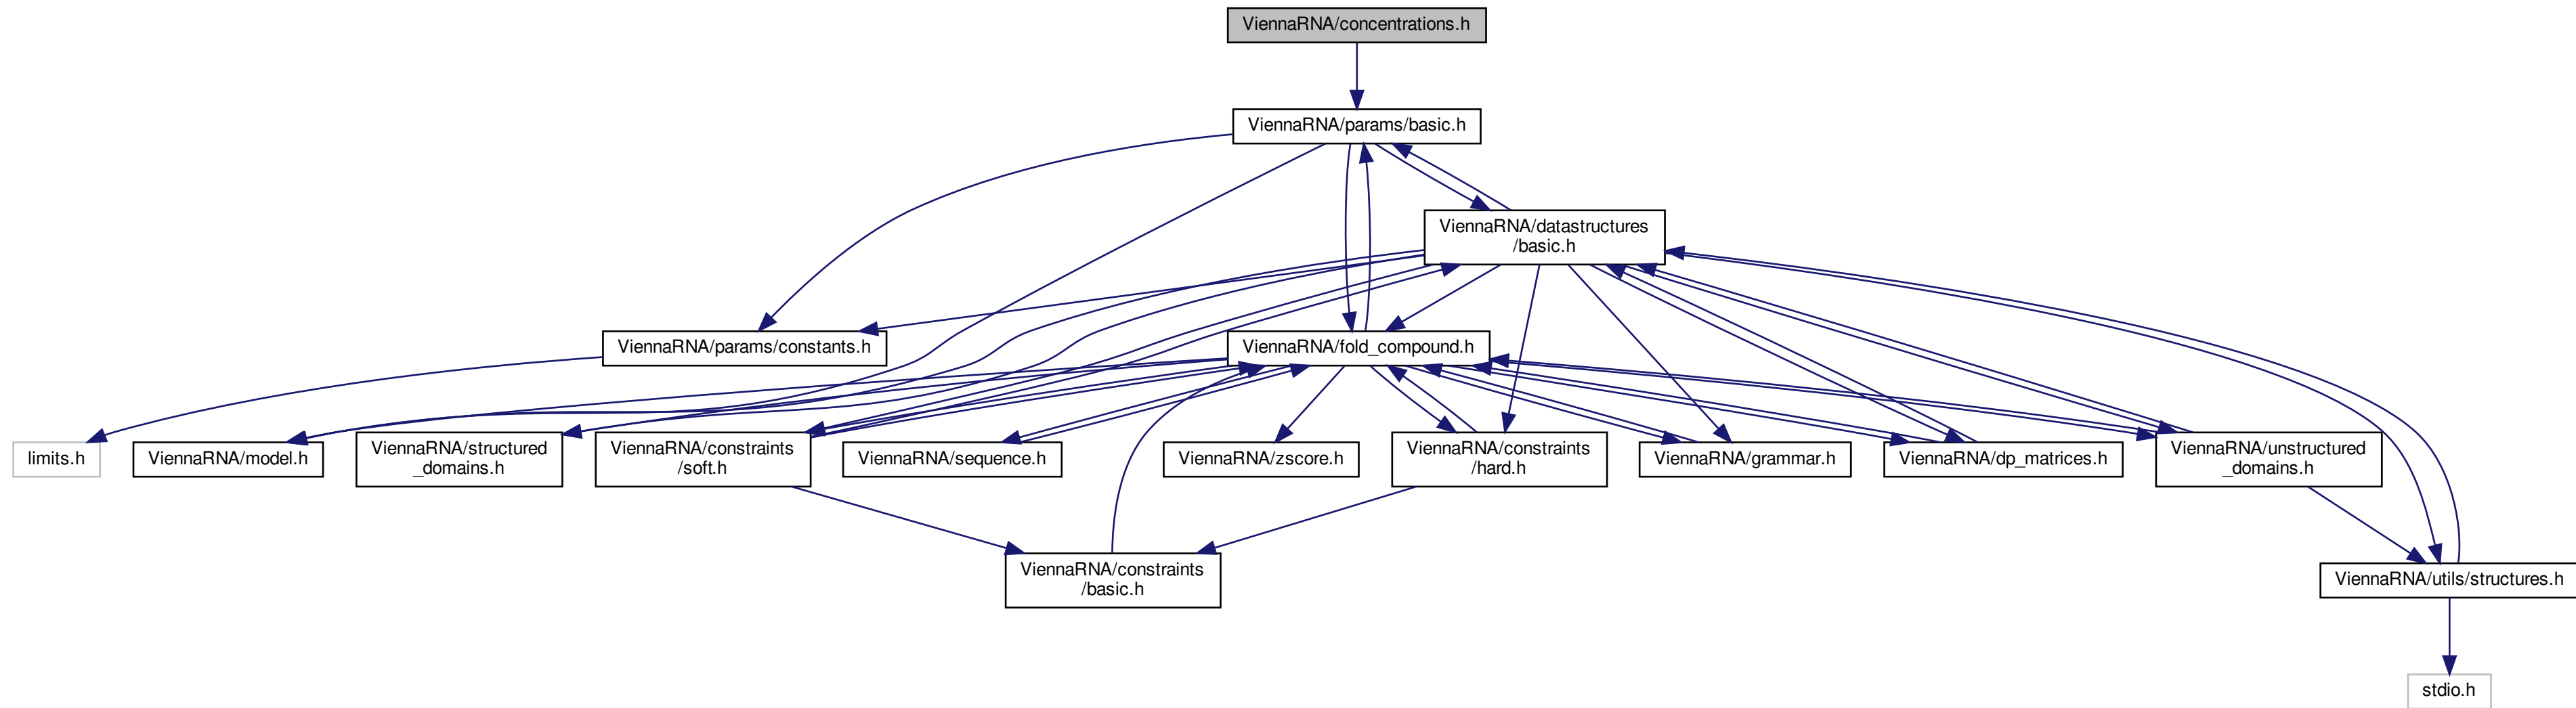 ViennaRNA/concentrations.h
ViennaRNA/params/basic.h
ViennaRNA/datastructures
/basic.h
ViennaRNA/params/constants.h
ViennaRNA/fold_compound.h
limits.h
ViennaRNA/model.h
ViennaRNA/structured
_domains.h
ViennaRNA/constraints
/soft.h
ViennaRNA/sequence.h
ViennaRNA/zscore.h
ViennaRNA/constraints
/hard.h
ViennaRNA/grammar.h
ViennaRNA/dp_matrices.h
ViennaRNA/unstructured
_domains.h
ViennaRNA/constraints
/basic.h
ViennaRNA/utils/structures.h
stdio.h